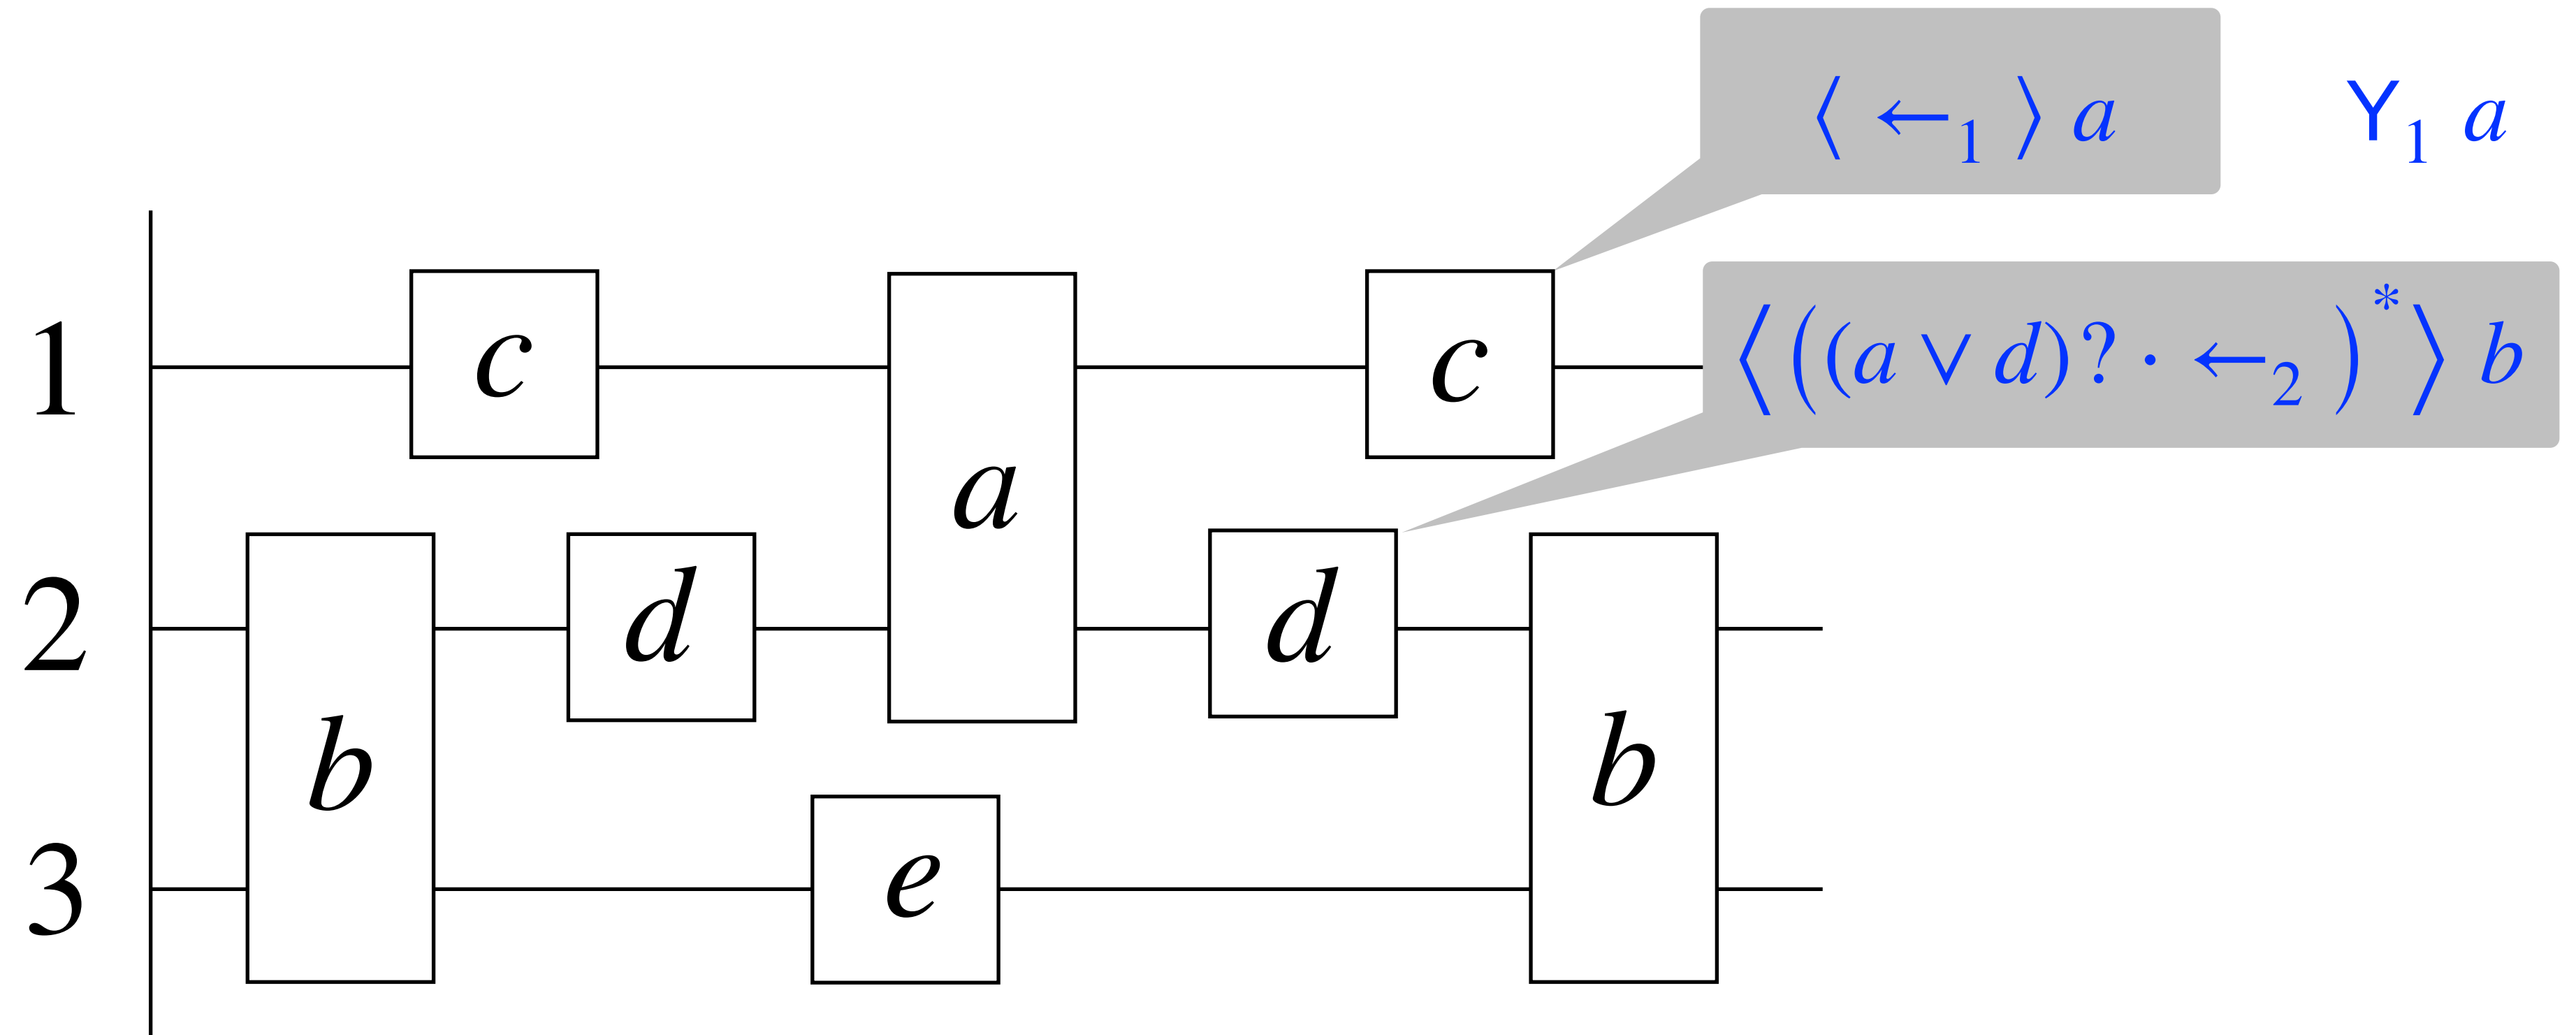 ⟨ ←₁ ⟩ a Y₁ a
1 c a c ⟨ ( (a ∨ d)? · ←₂ )* ⟩ b
2 b d d b
3 e